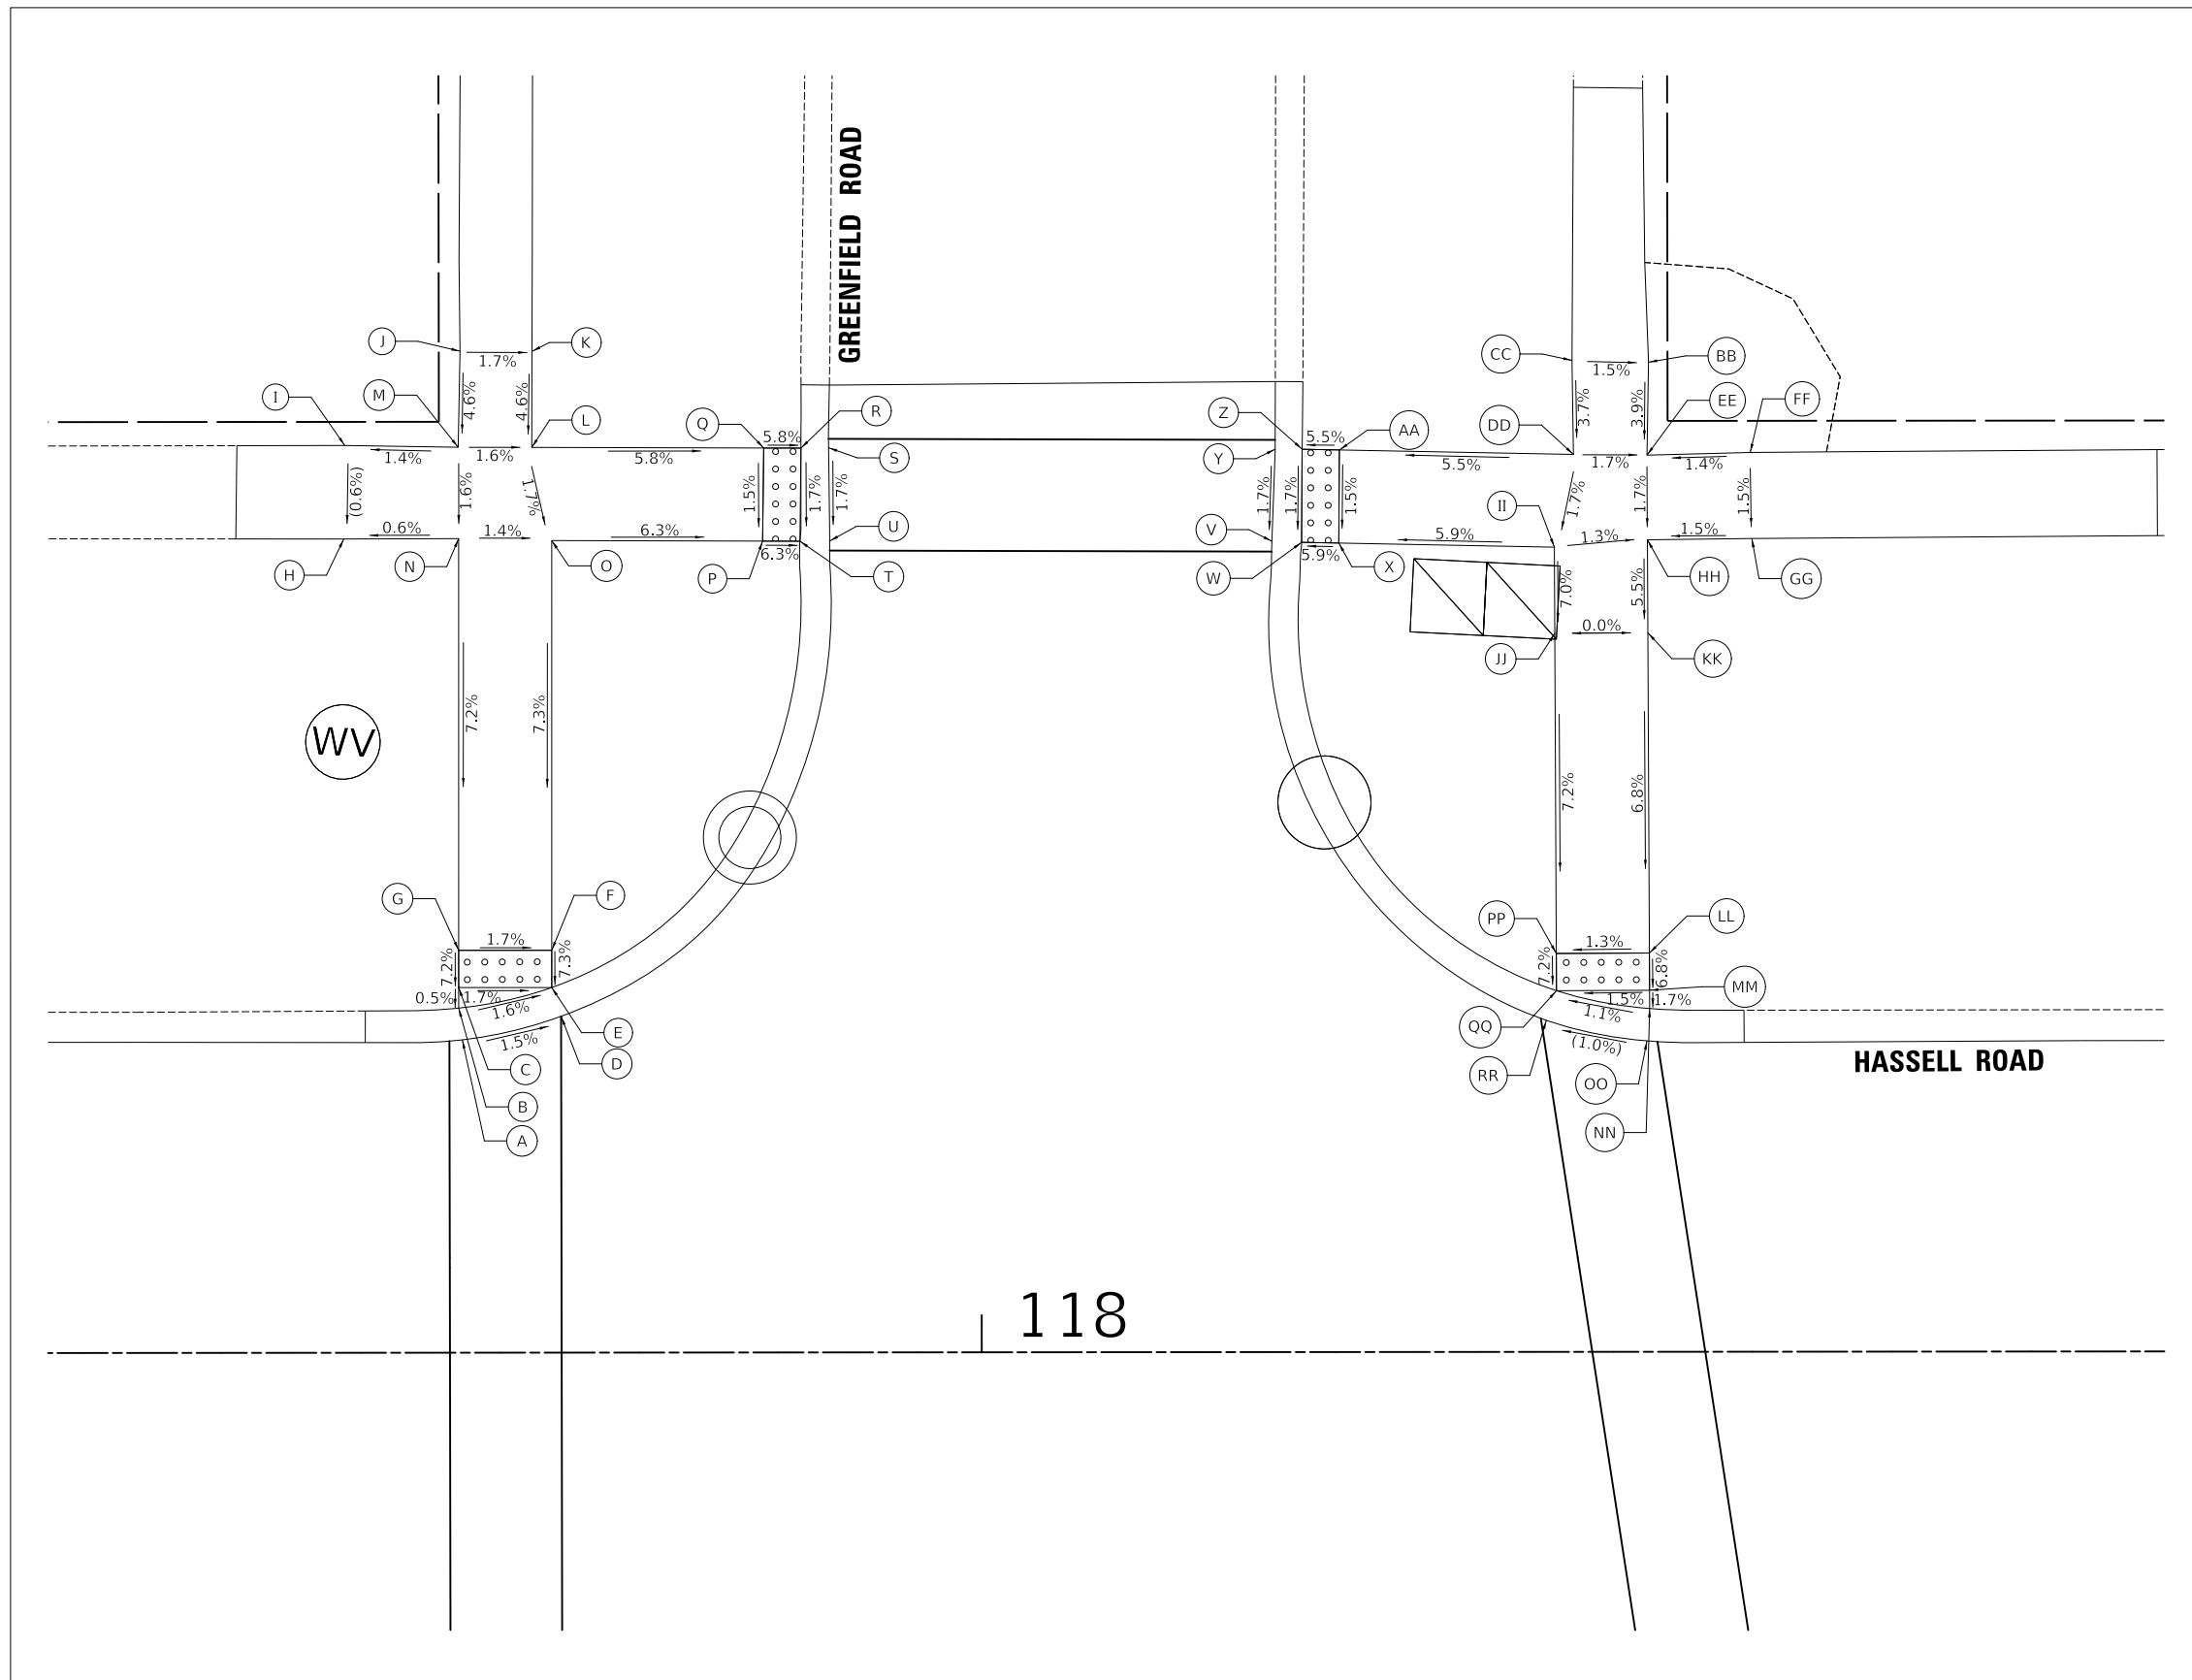 GREENFIELD ROAD
J
K
1.7%
CC
BB
1.5%
I
M
4.6%
4.6%
L
Q
R
5.8%
Z
5.5%
AA
DD
3.7%
3.9%
EE
FF
1.4%
1.6%
5.8%
S
Y
5.5%
1.7%
1.4%
(0.6%)
1.6%
1.7%
1.5%
1.7%
1.7%
1.7%
1.7%
1.5%
1.7%
1.7%
1.5%
II
0.6%
1.4%
6.3%
U
V
5.9%
1.3%
1.5%
H
N
O
P
6.3%
T
W
5.9%
X
7.0%
5.5%
HH
GG
0.0%
JJ
KK
7.2%
7.3%
WV
7.2%
6.8%
G
F
PP
LL
1.7%
1.3%
7.2%
7.3%
7.2%
6.8%
0.5%
1.7%
1.6%
1.5%
1.7%
MM
1.1%
1.5%
E
QQ
(1.0%)
D
C
RR
OO
HASSELL ROAD
B
A
NN
118